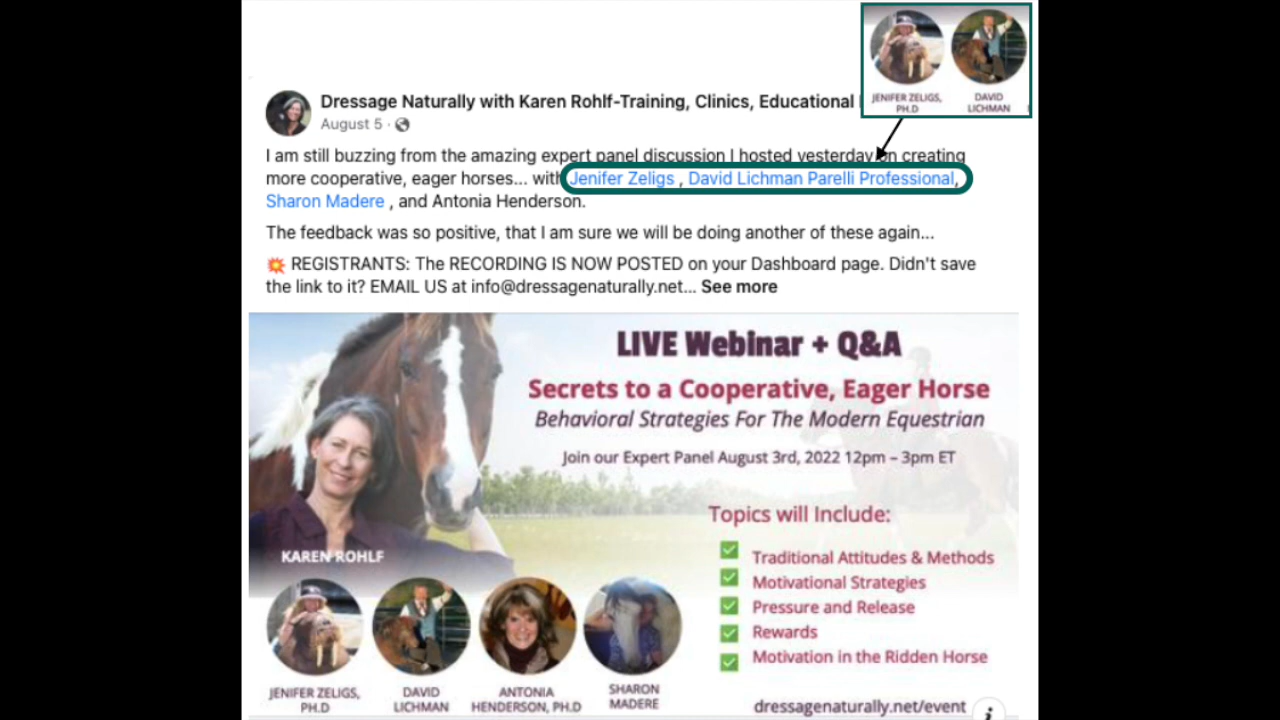 JENIFER ZELIGS,
PH.D
DAVID
LICHMAN
Dressage Naturally with Karen Rohlf-Training, Clinics, Educational
August 5 ·
I am still buzzing from the amazing expert panel discussion I hosted yesterday on creating
more cooperative, eager horses... with Jenifer Zeligs , David Lichman Parelli Professional,
Sharon Madere , and Antonia Henderson.
The feedback was so positive, that I am sure we will be doing another of these again...
💥 REGISTRANTS: The RECORDING IS NOW POSTED on your Dashboard page. Didn't save
the link to it? EMAIL US at info@dressagenaturally.net... See more
LIVE Webinar + Q&A
Secrets to a Cooperative, Eager Horse
Behavioral Strategies For The Modern Equestrian
Join our Expert Panel August 3rd, 2022 12pm – 3pm ET
Topics will Include:
Traditional Attitudes & Methods
Motivational Strategies
Pressure and Release
Rewards
Motivation in the Ridden Horse
dressagenaturally.net/event
KAREN ROHLF
JENIFER ZELIGS,
PH.D
DAVID
LICHMAN
ANTONIA
HENDERSON, PH.D
SHARON
MADERE